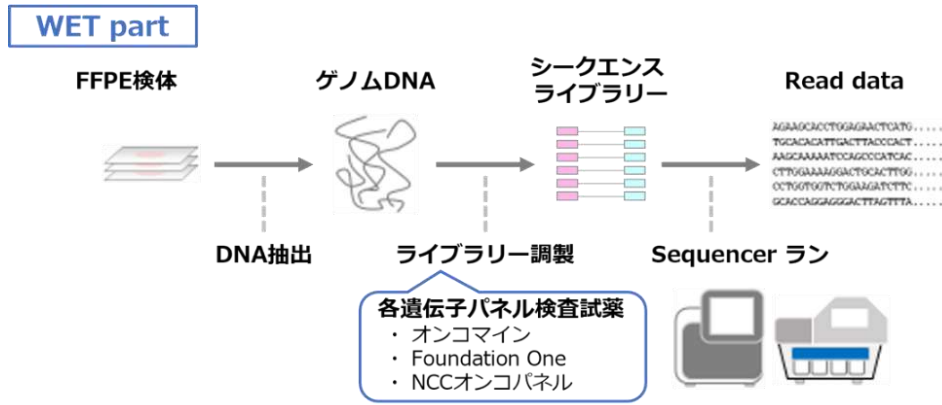 WET part
FFPE検体
ゲノムDNA
シークエンス
ライブラリー
Read data
AGAAGCACCTGGAGAACTCATG.....
TGCACACATTGACTTACCCACT.....
AAGCAAAAATCCAGCCCATCAC.....
CTTGGAAAAGGACTGCACTTGG.....
CCTGGTGGTCTGGAAGATCTTC.....
GCACCAGGAGGGACTTAGTTTA.....
DNA抽出
ライブラリー調製
Sequencer ラン
各遺伝子パネル検査試薬
・ オンコマイン
・ Foundation One
・ NCCオンコパネル